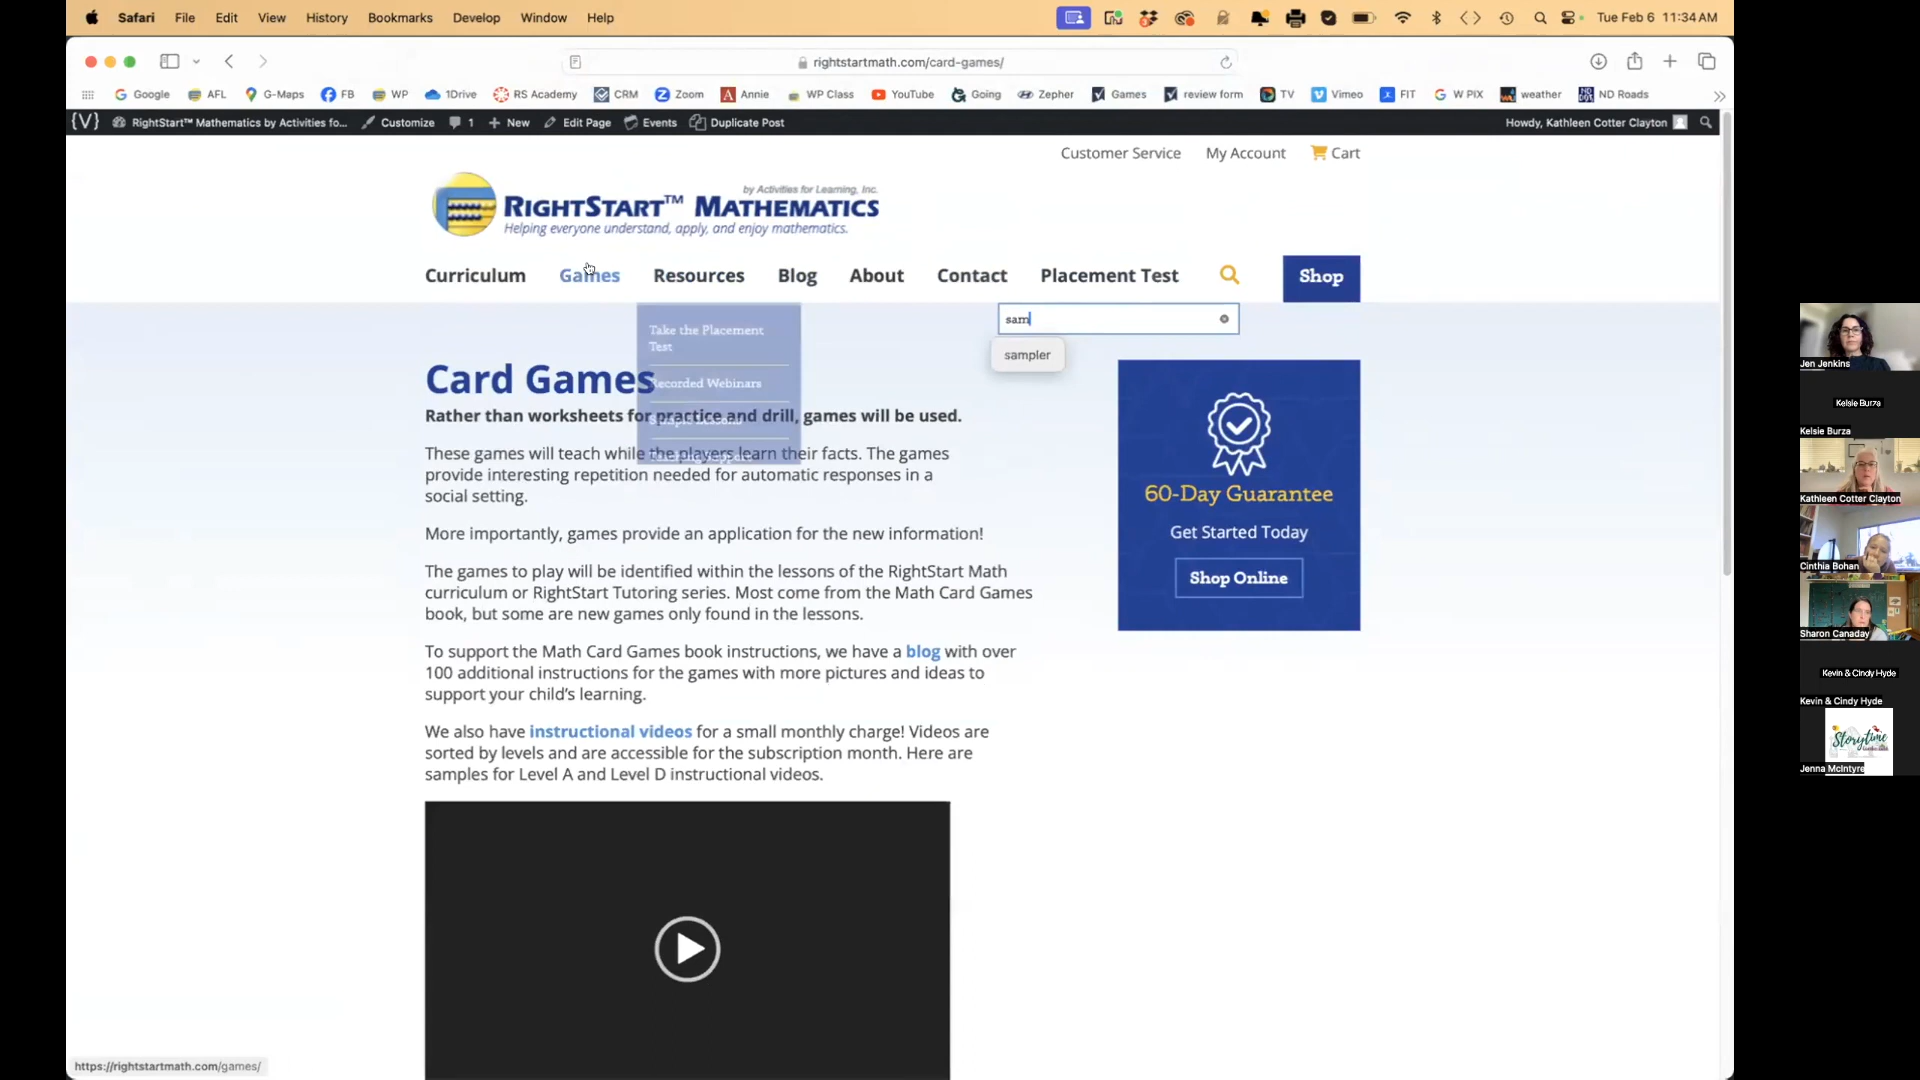 Safari File Edit View History Bookmarks Develop Window Help
Tue Feb 6 11:34 AM
rightstartmath.com/card-games/
Google AFL G-Maps FB WP 1Drive RS Academy CRM Zoom Annie WP Class YouTube Going Zepher Games review form TV Vimeo FIT W PIX weather ND Roads
RightStart™ Mathematics by Activities fo... Customize 1 New Edit Page Events Duplicate Post
Howdy, Kathleen Cotter Clayton
Customer Service My Account Cart
by Activities for Learning, Inc.
RIGHTSTART™ MATHEMATICS
Helping everyone understand, apply, and enjoy mathematics.
Curriculum Games Resources Blog About Contact Placement Test Shop
sam
sampler
Take the Placement
Test
Recorded Webinars
Sample Lessons
Card Games
Rather than worksheets for practice and drill, games will be used.
These games will teach while the players learn their facts. The games
provide interesting repetition needed for automatic responses in a
social setting.
More importantly, games provide an application for the new information!
The games to play will be identified within the lessons of the RightStart Math
curriculum or RightStart Tutoring series. Most come from the Math Card Games
book, but some are new games only found in the lessons.
To support the Math Card Games book instructions, we have a blog with over
100 additional instructions for the games with more pictures and ideas to
support your child's learning.
We also have instructional videos for a small monthly charge! Videos are
sorted by levels and are accessible for the subscription month. Here are
samples for Level A and Level D instructional videos.
60-Day Guarantee
Get Started Today
Shop Online
https://rightstartmath.com/games/
Jen Jenkins
Kelsie Burza
Kelsie Burza
Kathleen Cotter Clayton
Cinthia Bohan
Sharon Canaday
Kevin & Cindy Hyde
Kevin & Cindy Hyde
Storytime
Jenna McIntyre